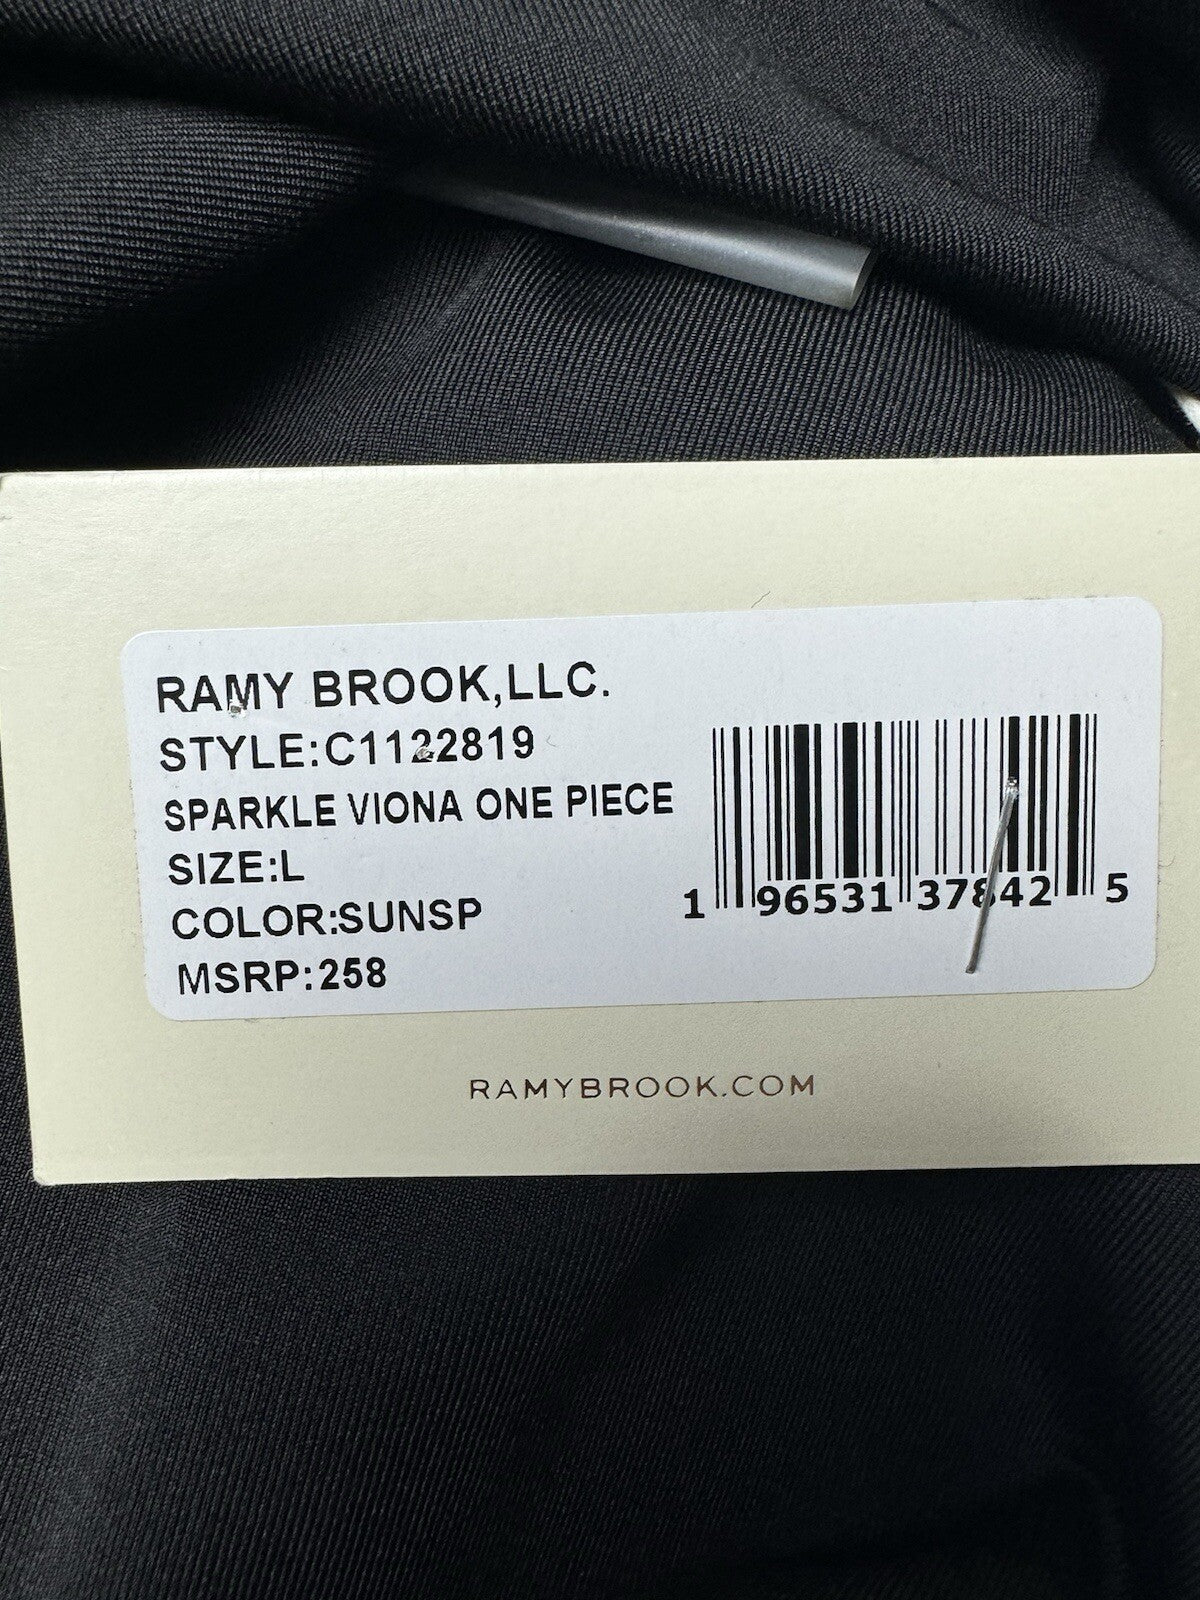 RAMY BROOK,LLC.
STYLE:C1122819
SPARKLE VIONA ONE PIECE
SIZE:L
COLOR:SUNSP
MSRP:258
1 96531 37842 5
RAMYBROOK.COM